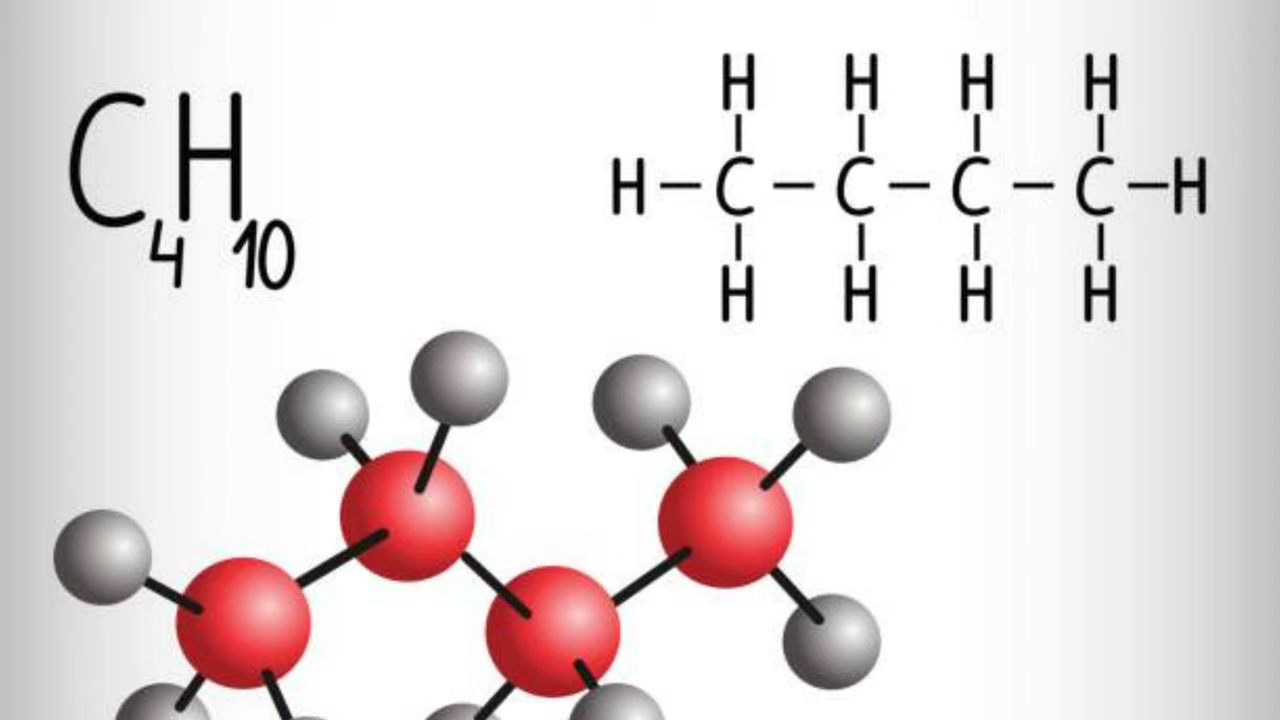 C4H10
H H H H
H–C–C–C–C–H
H H H H